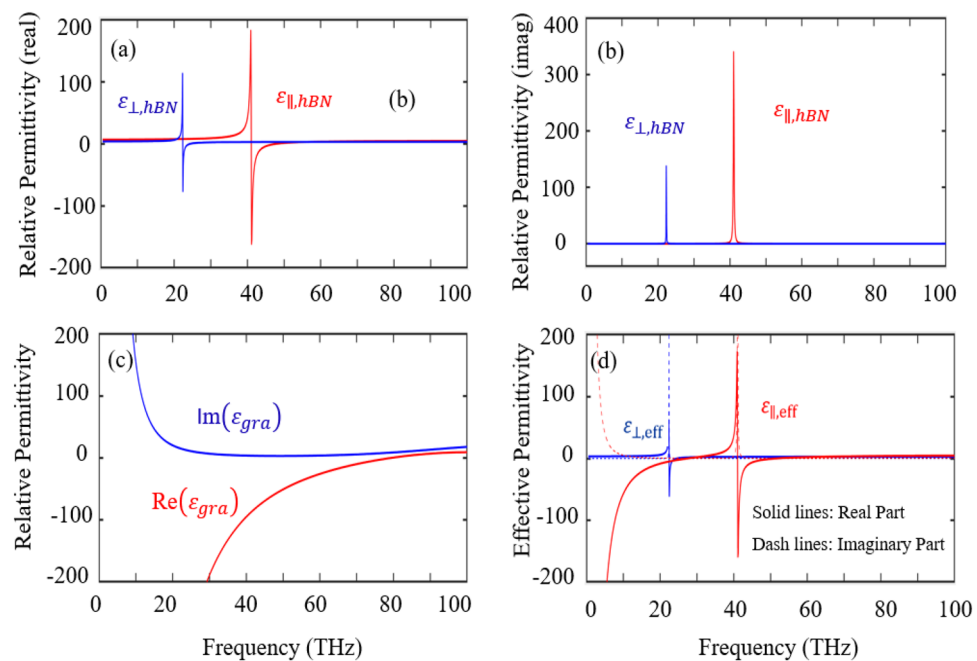 200
100
0
-100
-200
Relative Permittivity (real)
(a)
ε⊥,hBN
ε∥,hBN
(b)
0 20 40 60 80 100
400
300
200
100
0
Relative Permittivity (imag)
(b)
ε⊥,hBN
ε∥,hBN
0 20 40 60 80 100
200
100
0
-100
-200
Relative Permittivity
(c)
Im(εgra)
Re(εgra)
0 20 40 60 80 100
Frequency (THz)
200
100
0
-100
-200
Effective Permittivity
(d)
ε⊥,eff
ε∥,eff
Solid lines: Real Part
Dash lines: Imaginary Part
0 20 40 60 80 100
Frequency (THz)